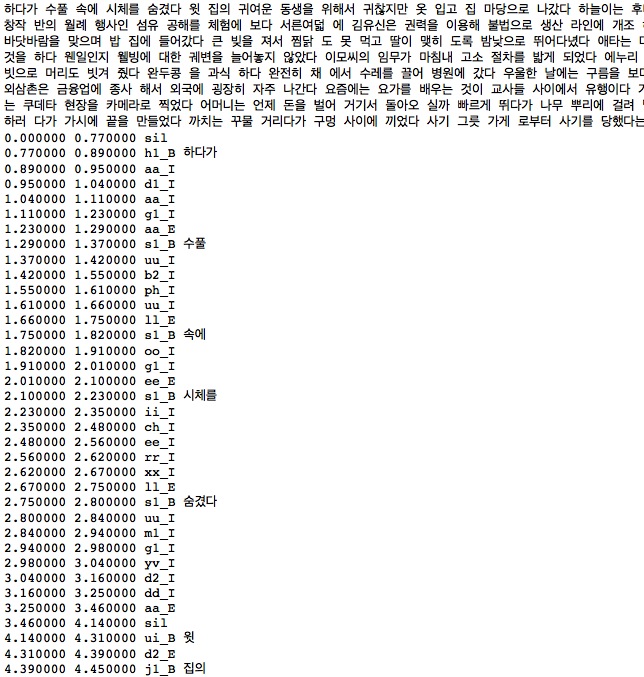 하다가 수풀 속에 시체를 숨겼다 윗 집의 귀여운 동생을 위해서 귀찮지만 옷 입고 집 마당으로 나갔다 하늘이는 후
창작 반의 월례 행사인 섬유 공해를 체험에 보다 서른여덟 에 김유신은 권력을 이용해 불법으로 생산 라인에 개조
바닷바람을 맞으며 밥 집에 들어갔다 큰 빚을 져서 찜닭 도 못 먹고 딸이 맺히 도록 밤낮으로 뛰어다녔다 애타는
것을 하다 웬일인지 웰빙에 대한 궤변을 늘어놓지 않았다 이모씨의 임무가 마침내 고소 절차를 밟게 되었다 에누리
빗으로 머리도 빗겨 줬다 완두콩 을 과식 하다 완전히 채 에서 수레를 끌어 병원에 갔다 우울한 날에는 구름을 보다
외삼촌은 금융업에 종사 해서 외국에 굉장히 자주 나간다 요즘에는 요가를 배우는 것이 교사들 사이에서 유행이다
는 쿠데타 현장을 카메라로 찍었다 어머니는 언제 돈을 벌어 거기서 돌아오 실까 빠르게 뛰다가 나무 뿌리에 걸려
하러 다가 가시에 끝을 만들었다 까치는 꾸물 거리다가 구멍 사이에 끼었다 사기 그릇 가게 로부터 사기를 당했다는
0.000000 0.770000 sil
0.770000 0.890000 h1_B 하다가
0.890000 0.950000 aa_I
0.950000 1.040000 d1_I
1.040000 1.110000 aa_I
1.110000 1.230000 g1_I
1.230000 1.290000 aa_E
1.290000 1.370000 s1_B 수풀
1.370000 1.420000 uu_I
1.420000 1.550000 b2_I
1.550000 1.610000 ph_I
1.610000 1.660000 uu_I
1.660000 1.750000 ll_E
1.750000 1.820000 s1_B 속에
1.820000 1.910000 oo_I
1.910000 2.010000 g1_I
2.010000 2.100000 ee_E
2.100000 2.230000 s1_B 시체를
2.230000 2.350000 ii_I
2.350000 2.480000 ch_I
2.480000 2.560000 ee_I
2.560000 2.620000 rr_I
2.620000 2.670000 xx_I
2.670000 2.750000 ll_E
2.750000 2.800000 s1_B 숨겼다
2.800000 2.840000 uu_I
2.840000 2.940000 m1_I
2.940000 2.980000 g1_I
2.980000 3.040000 yv_I
3.040000 3.160000 d2_I
3.160000 3.250000 dd_I
3.250000 3.460000 aa_E
3.460000 4.140000 sil
4.140000 4.310000 ui_B 윗
4.310000 4.390000 d2_E
4.390000 4.450000 j1_B 집의